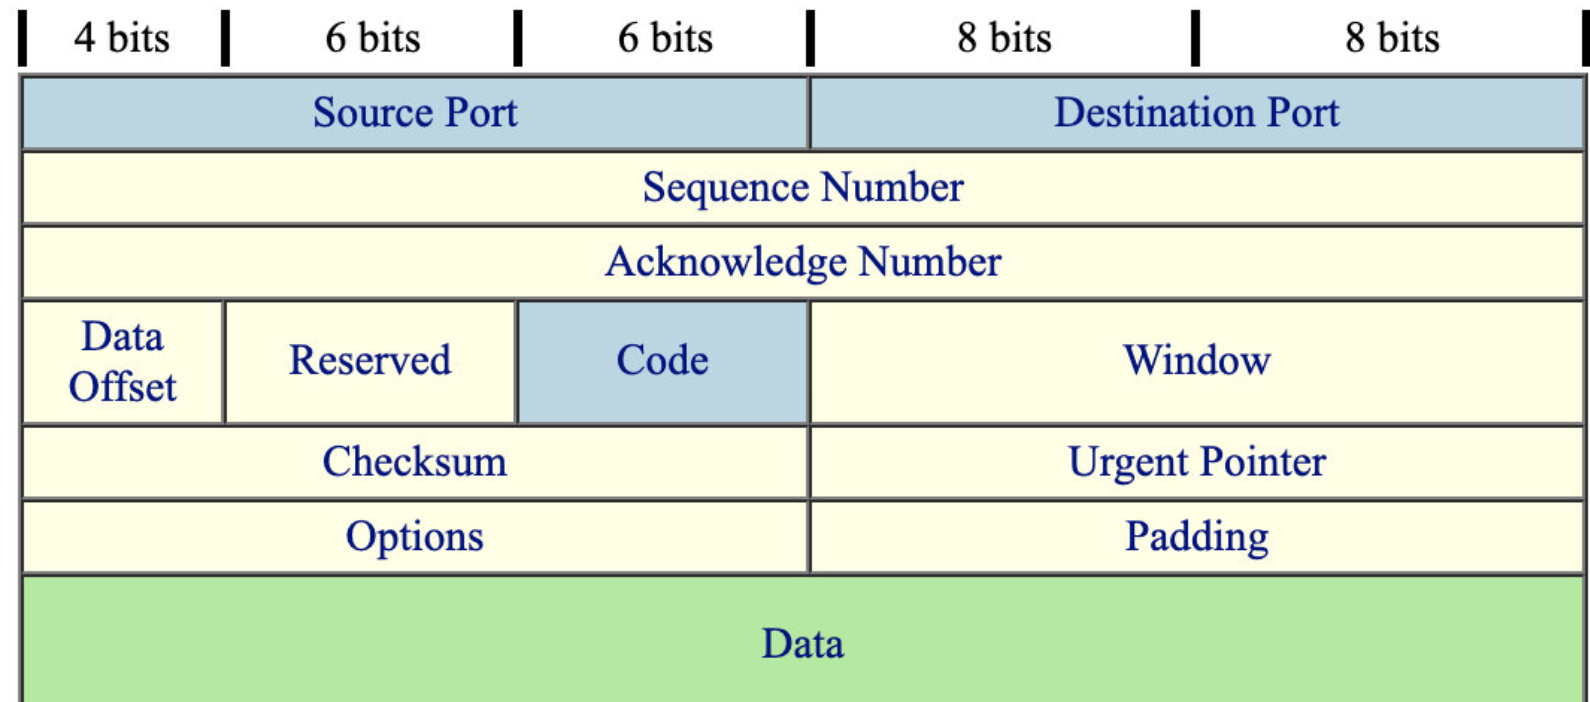 4 bits 6 bits 6 bits 8 bits 8 bits
Source Port Destination Port
Sequence Number
Acknowledge Number
Data
Offset
Reserved Code Window
Checksum Urgent Pointer
Options Padding
Data